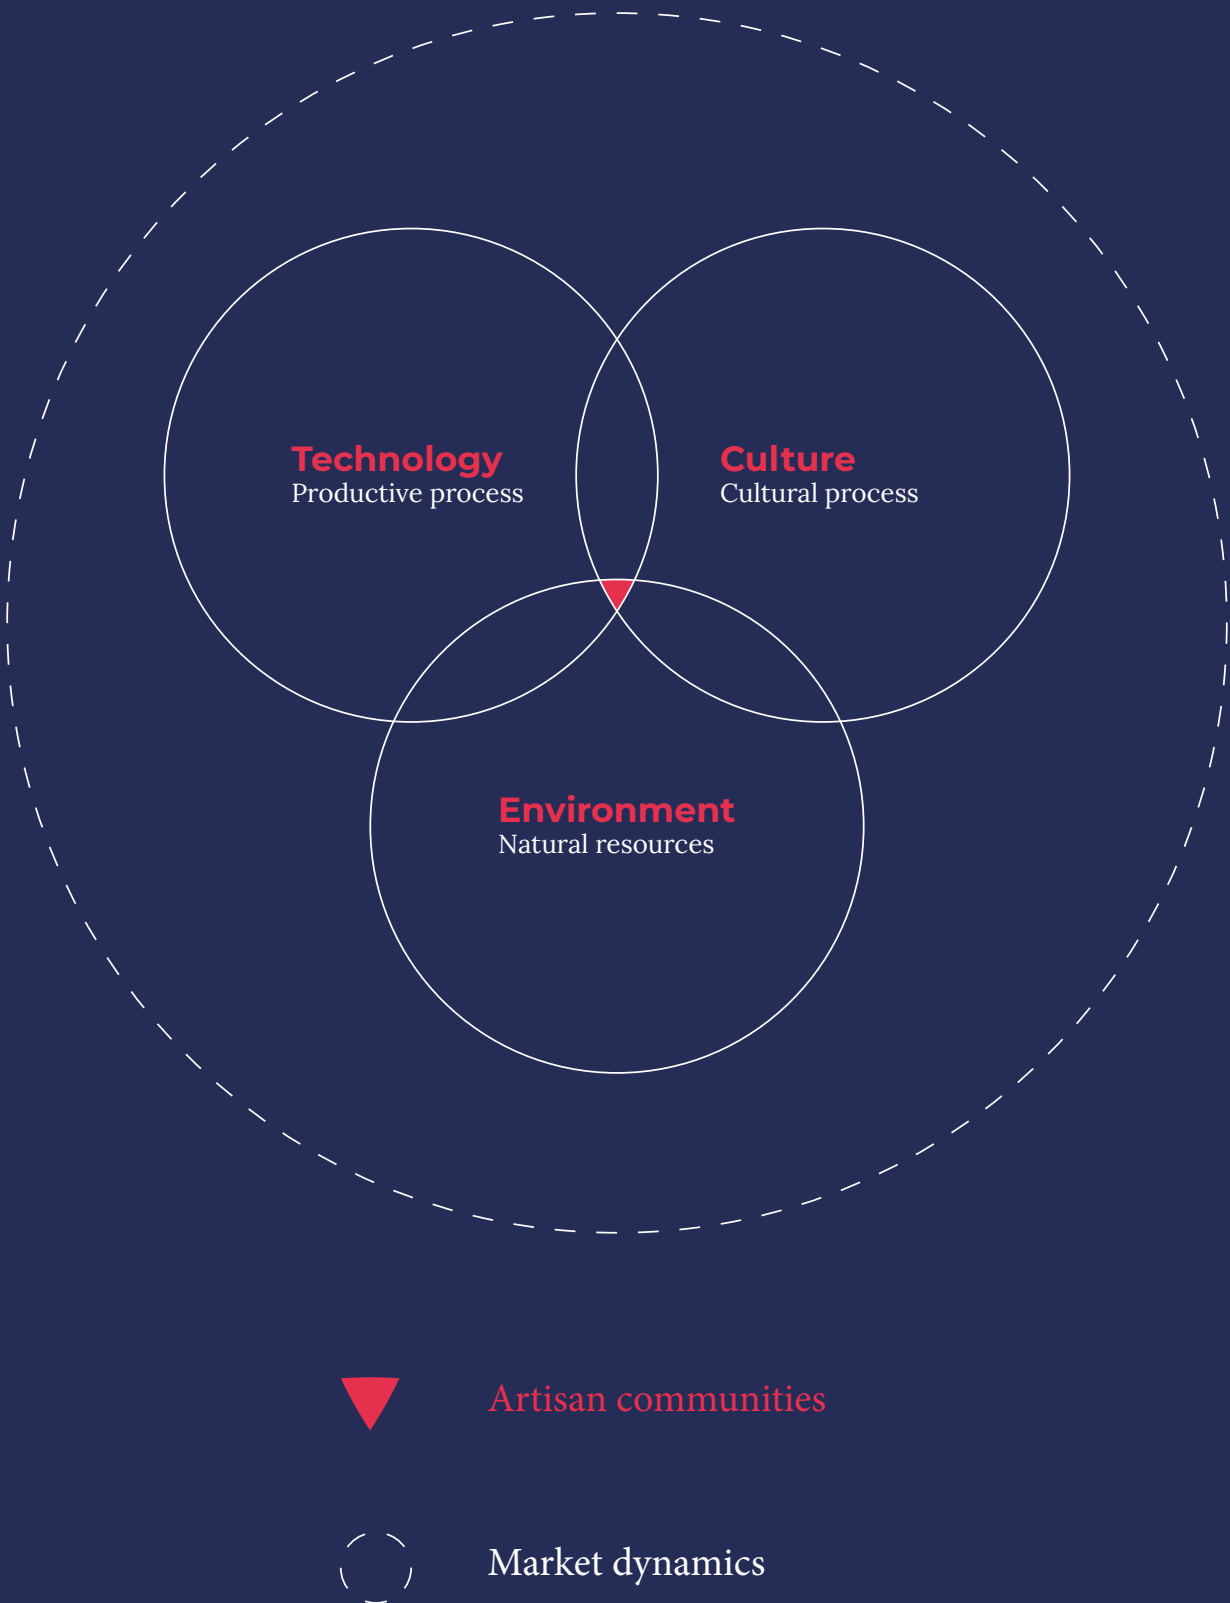 Technology
Productive process
Culture
Cultural process
Environment
Natural resources
Artisan communities
Market dynamics